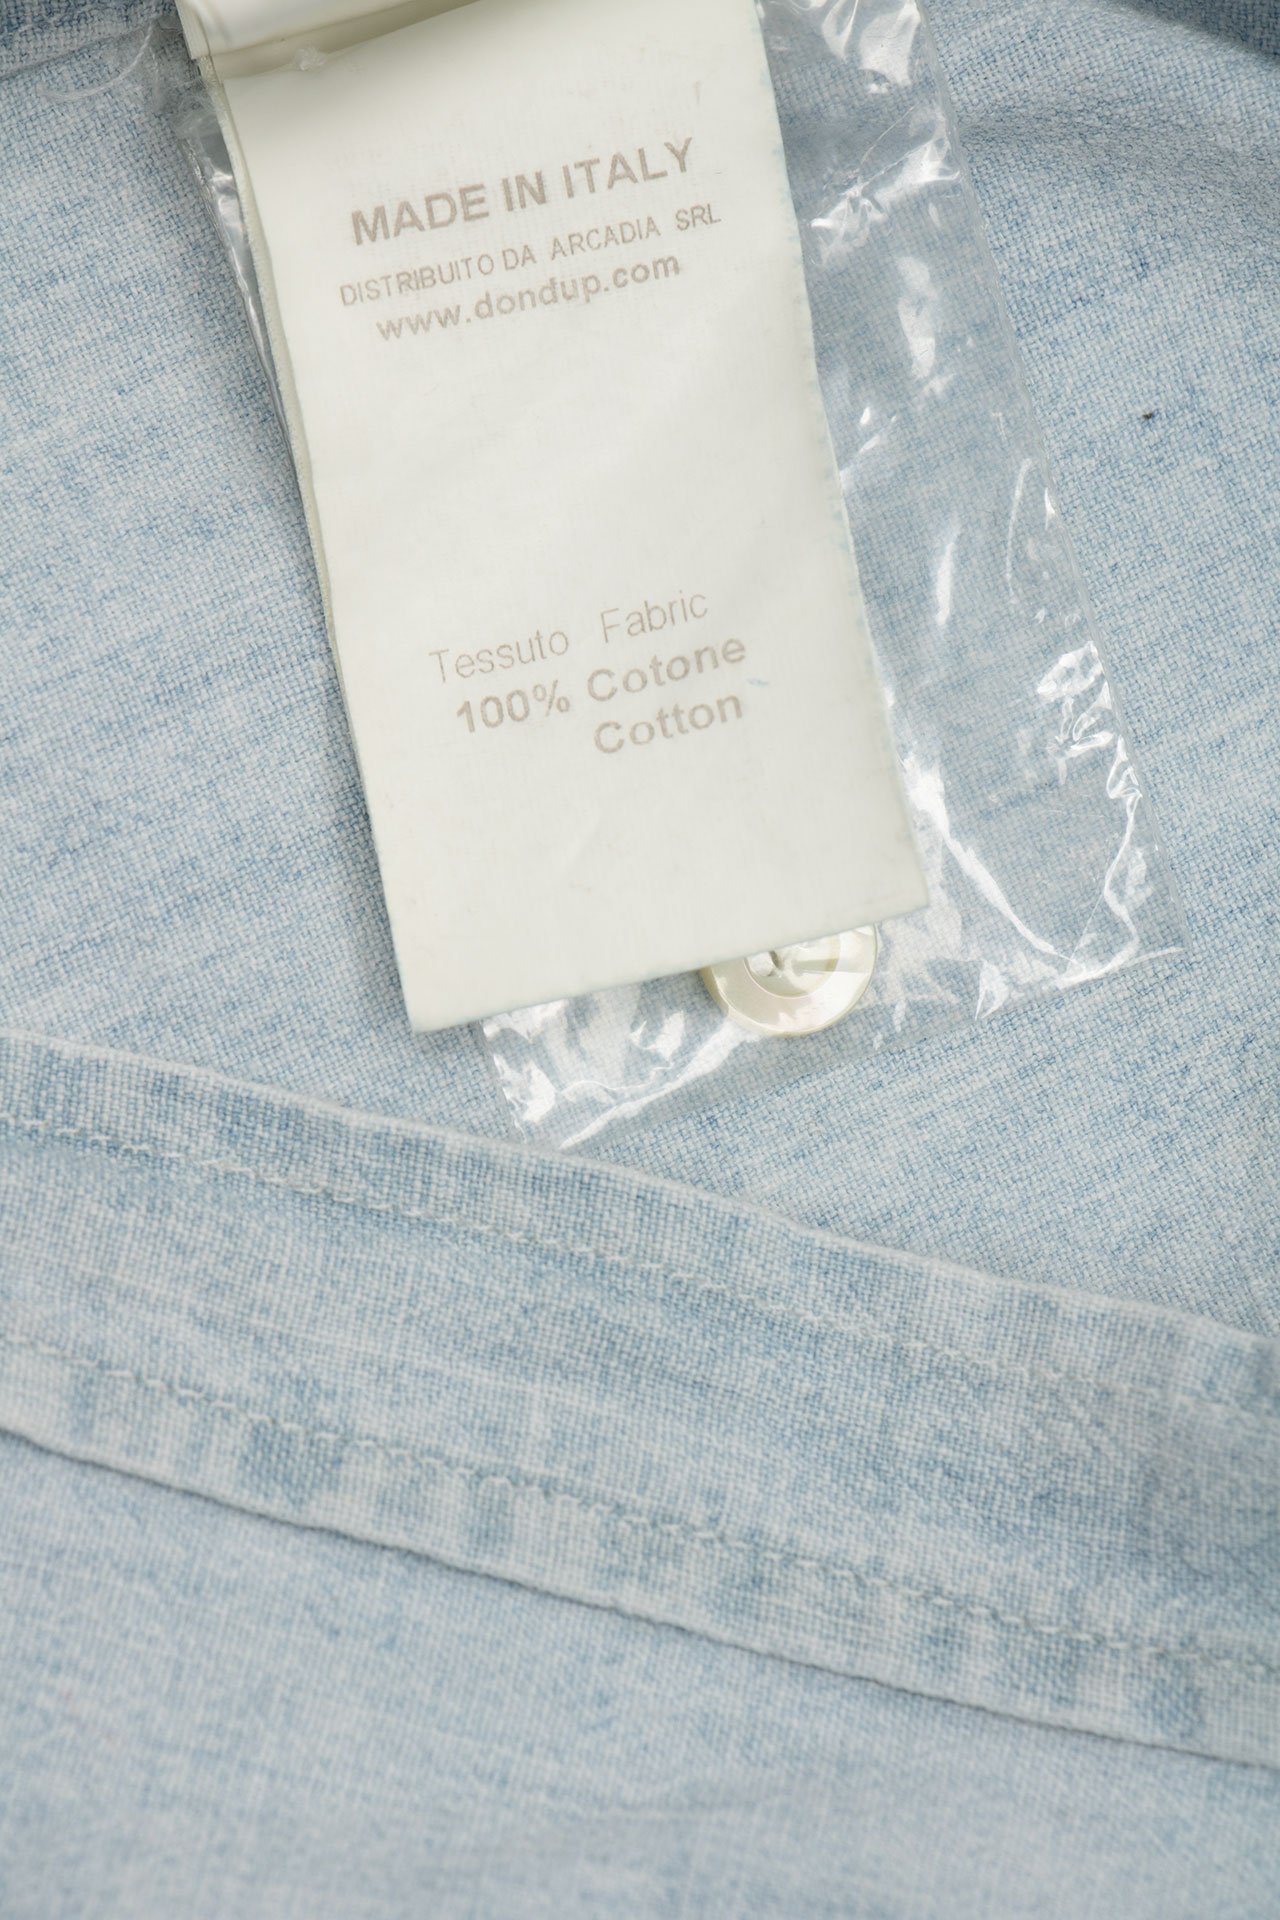 MADE IN ITALY
DISTRIBUITO DA ARCADIA SRL
www.dondup.com
Tessuto Fabric
100% Cotone
Cotton